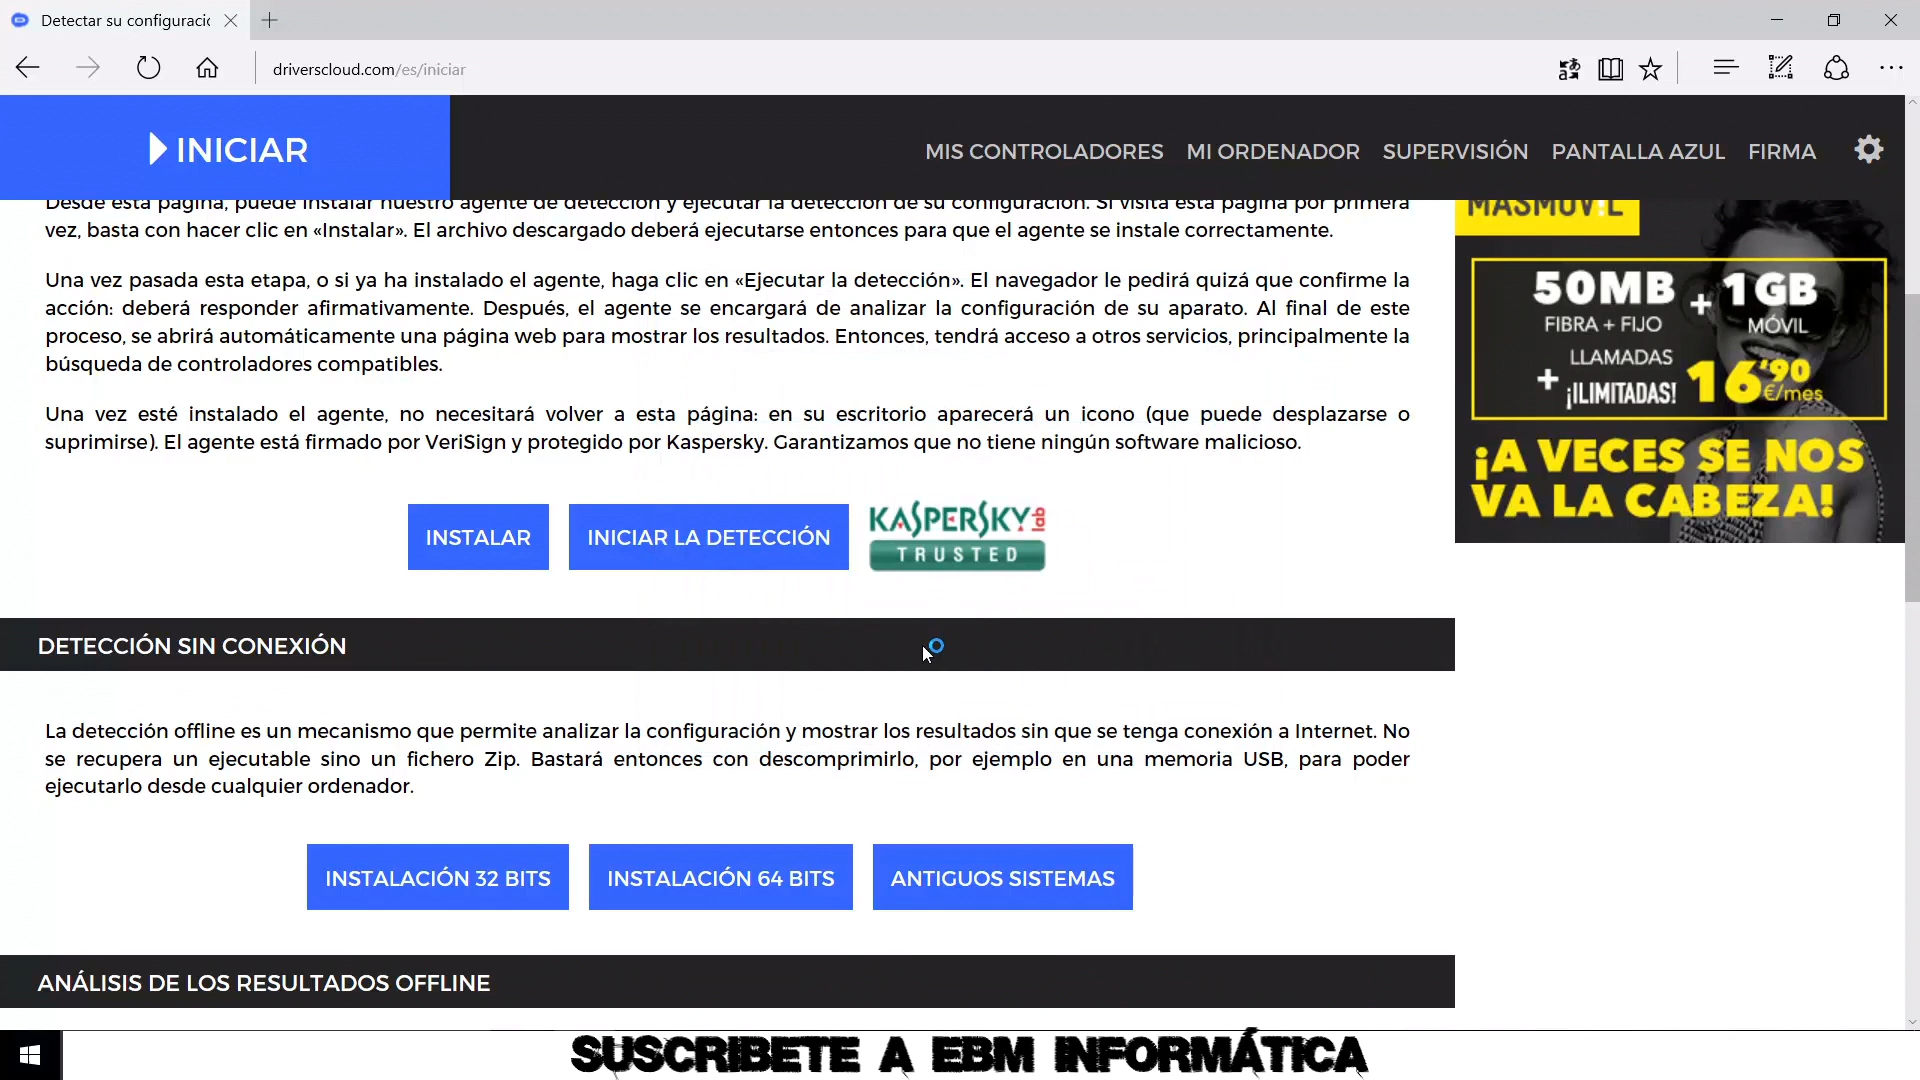 Detectar su configuració
driverscloud.com/es/iniciar
INICIAR
MIS CONTROLADORES
MI ORDENADOR
SUPERVISIÓN
PANTALLA AZUL
FIRMA
Desde esta página, puede instalar nuestro agente de detección y ejecutar la detección de su configuración. Si visita esta página por primera
vez, basta con hacer clic en «Instalar». El archivo descargado deberá ejecutarse entonces para que el agente se instale correctamente.
Una vez pasada esta etapa, o si ya ha instalado el agente, haga clic en «Ejecutar la detección». El navegador le pedirá quizá que confirme la
acción: deberá responder afirmativamente. Después, el agente se encargará de analizar la configuración de su aparato. Al final de este
proceso, se abrirá automáticamente una página web para mostrar los resultados. Entonces, tendrá acceso a otros servicios, principalmente la
búsqueda de controladores compatibles.
Una vez esté instalado el agente, no necesitará volver a esta página: en su escritorio aparecerá un icono (que puede desplazarse o
suprimirse). El agente está firmado por VeriSign y protegido por Kaspersky. Garantizamos que no tiene ningún software malicioso.
INSTALAR
INICIAR LA DETECCIÓN
KASPERSKY lab
TRUSTED
MASMOVIL
50MB + 1GB
FIBRA + FIJO MÓVIL
LLAMADAS
+ ¡ILIMITADAS! 16'90 €/mes
¡A VECES SE NOS
VA LA CABEZA!
DETECCIÓN SIN CONEXIÓN
La detección offline es un mecanismo que permite analizar la configuración y mostrar los resultados sin que se tenga conexión a Internet. No
se recupera un ejecutable sino un fichero Zip. Bastará entonces con descomprimirlo, por ejemplo en una memoria USB, para poder
ejecutarlo desde cualquier ordenador.
INSTALACIÓN 32 BITS
INSTALACIÓN 64 BITS
ANTIGUOS SISTEMAS
ANÁLISIS DE LOS RESULTADOS OFFLINE
SUSCRIBETE A EBM INFORMÁTICA